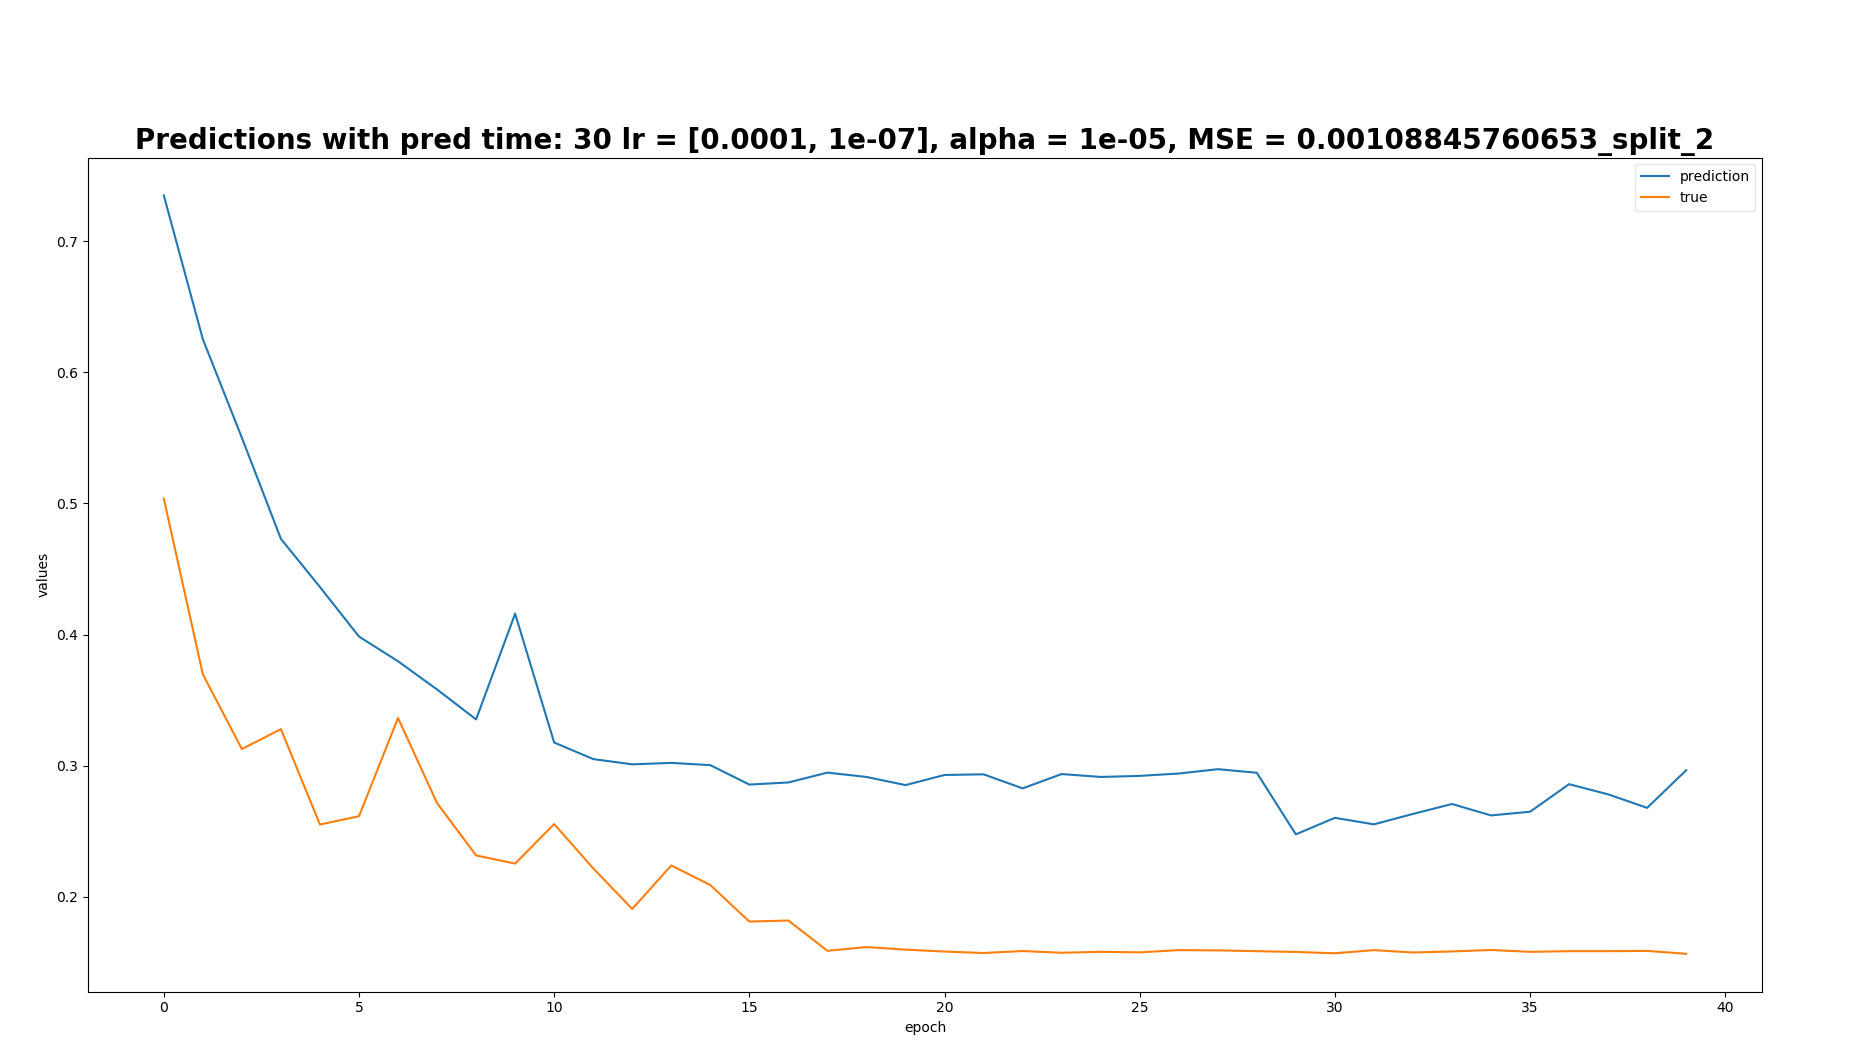 Predictions with pred time: 30 lr = [0.0001, 1e-07], alpha = 1e-05, MSE = 0.00108845760653_split_2
prediction
true
0.7
0.6
0.5
0.4
0.3
0.2
values
0 5 10 15 20 25 30 35 40
epoch